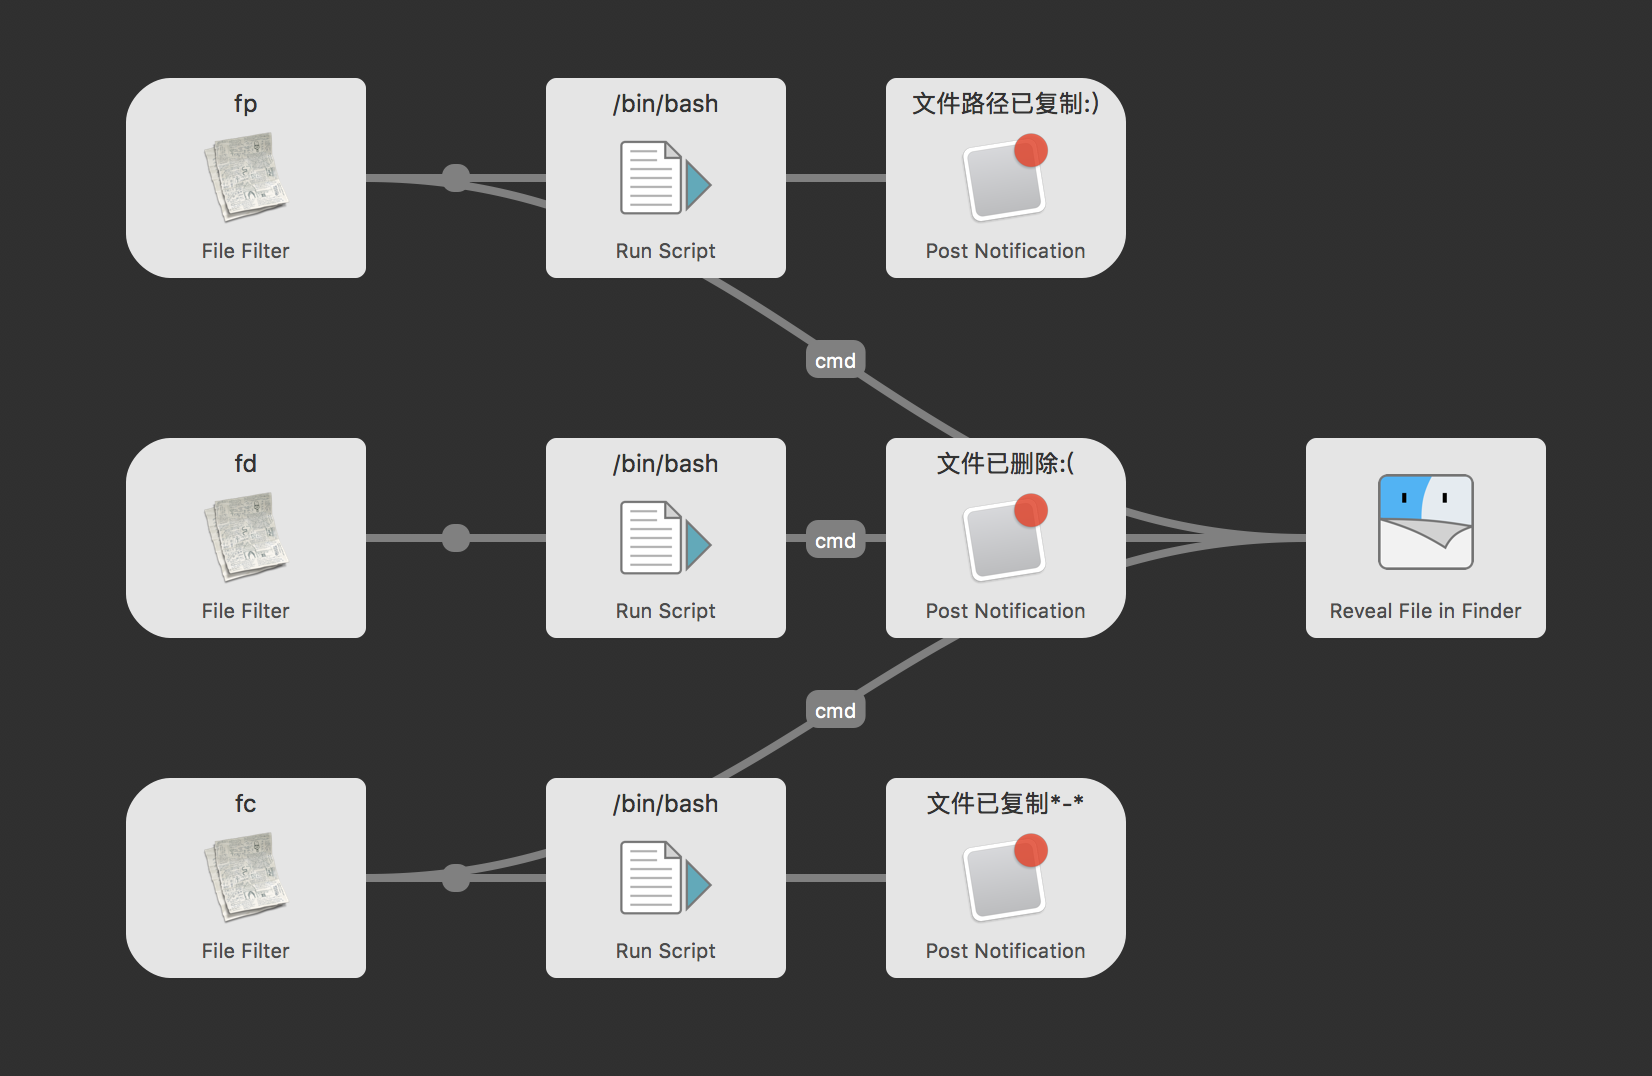 fp
File Filter
/bin/bash
Run Script
文件路径已复制:)
Post Notification
cmd
fd
File Filter
/bin/bash
Run Script
cmd
文件已删除:(
Post Notification
Reveal File in Finder
cmd
fc
File Filter
/bin/bash
Run Script
文件已复制*-*
Post Notification